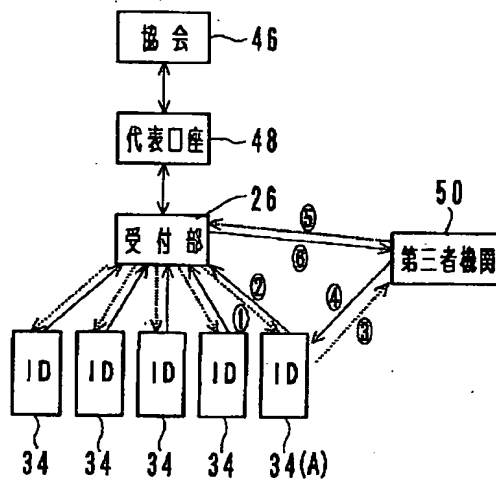 協会 46
代表口座 48
26
受付部
50
第三者機関
⑤
⑥
④
③
②
①
ID ID ID ID ID
34 34 34 34 34(A)